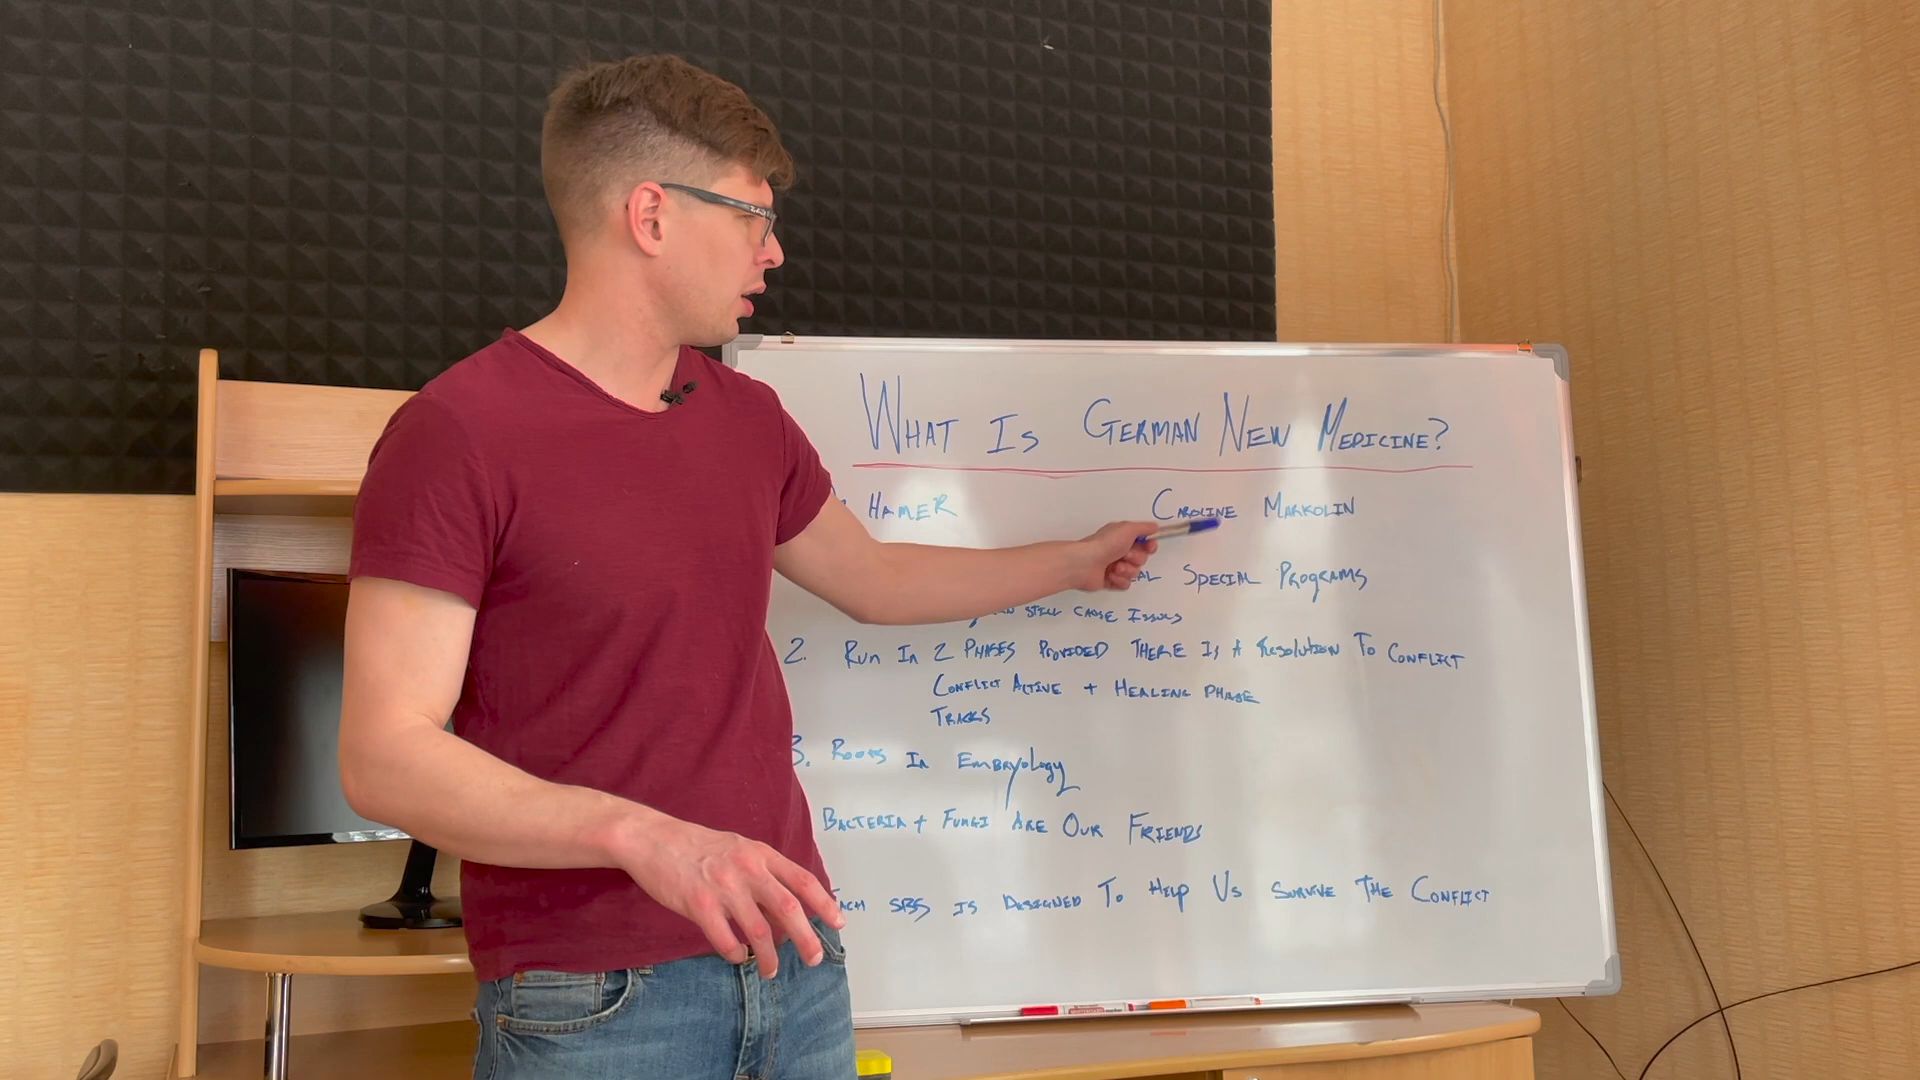 What Is German New Medicine?
Hamer
Caroline Markolin
Special Programs
Still Cause Issues
2. Run In 2 Phases Provided There Is A Resolution To Conflict
Conflict Active + Healing Phase
Tracks
3. Roots In Embryology
Bacteria + Fungi Are Our Friends
Each SBS is Designed To Help Us Survive The Conflict